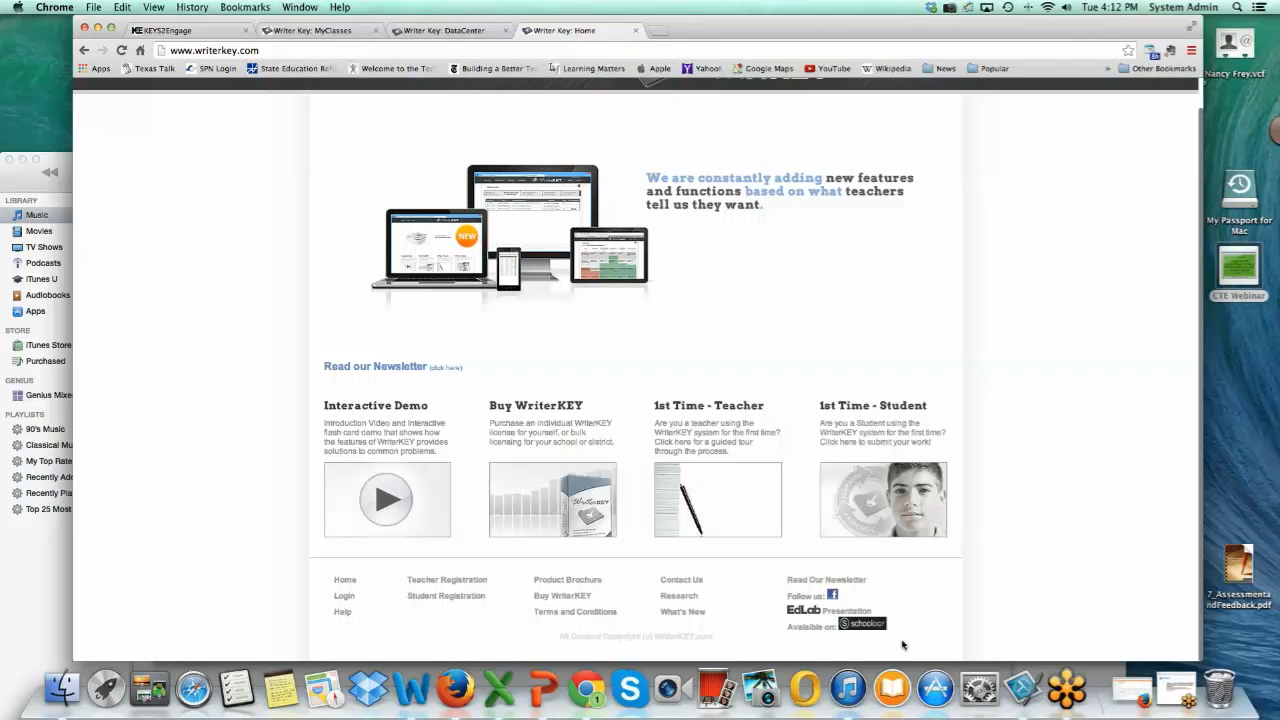 Chrome File Edit View History Bookmarks Window Help
Tue 4:12 PM System Admin
KEYS2Engage
Writer Key: MyClasses
Writer Key: DataCenter
Writer Key: Home
www.writerkey.com
Apps Texas Talk SPN Login State Education Refo Welcome to the Tec Building a Better Tea Learning Matters Apple Yahoo! Google Maps YouTube Wikipedia News Popular » Other Bookmarks
Nancy Frey.vcf
My Passport for
Mac
CTE Webinar
7_Assessmenta
ndFeedback.pdf
LIBRARY
Music
Movies
TV Shows
Podcasts
iTunes U
Audiobooks
Apps
STORE
iTunes Store
Purchased
GENIUS
Genius Mixe
PLAYLISTS
90's Music
Classical Mu
My Top Rate
Recently Add
Recently Pla
Top 25 Most
We are constantly adding new features
and functions based on what teachers
tell us they want.
NEW
Read our Newsletter (click here)
Interactive Demo
Introduction Video and Interactive
flash card demo that shows how
the features of WriterKEY provides
solutions to common problems.
Buy WriterKEY
Purchase an individual WriterKEY
license for yourself, or bulk
licensing for your school or district.
WriterKEY
1st Time - Teacher
Are you a teacher using the
WriterKEY system for the first time?
Click here for a guided tour
through the process.
1st Time - Student
Are you a Student using the
WriterKEY system for the first time?
Click here to submit your work!
Home
Login
Help
Teacher Registration
Student Registration
Product Brochure
Buy WriterKEY
Terms and Conditions
Contact Us
Research
What's New
Read Our Newsletter
Follow us:
EdLab Presentation
Available on: schoology
All Content Copyright (c) WriterKEY.com